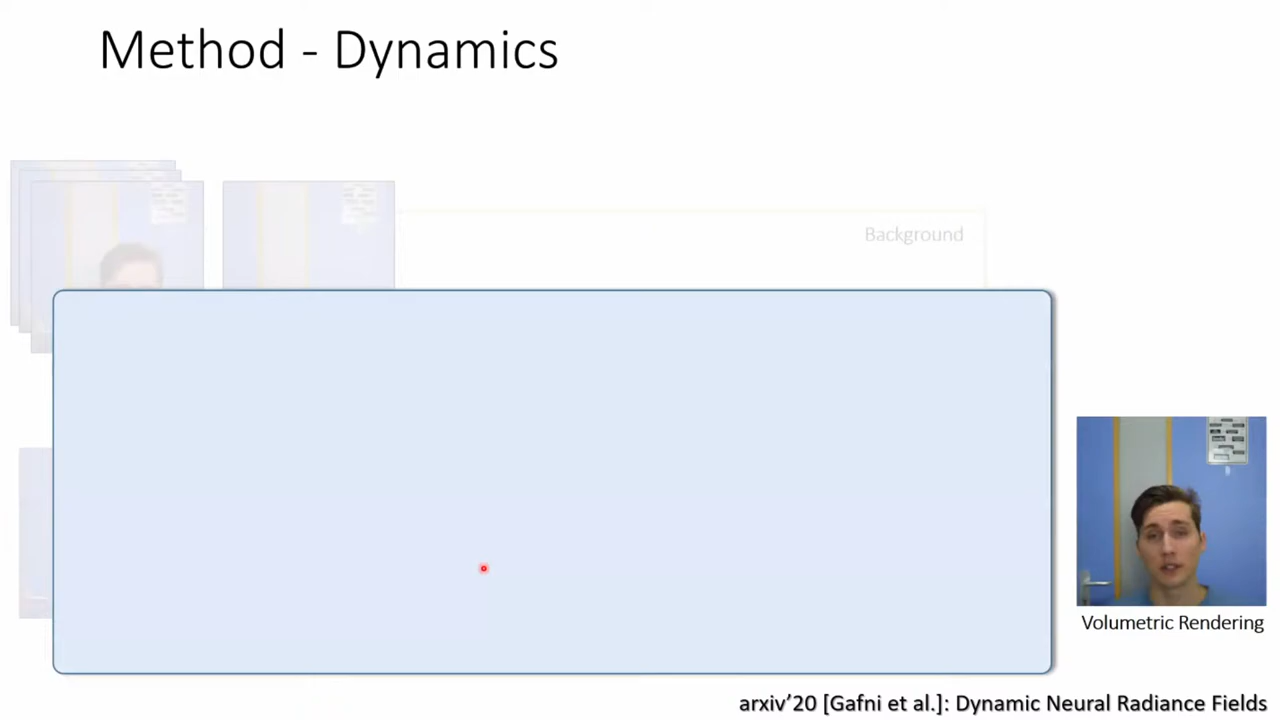 Method - Dynamics
Background
Volumetric Rendering
arxiv’20 [Gafni et al.]: Dynamic Neural Radiance Fields